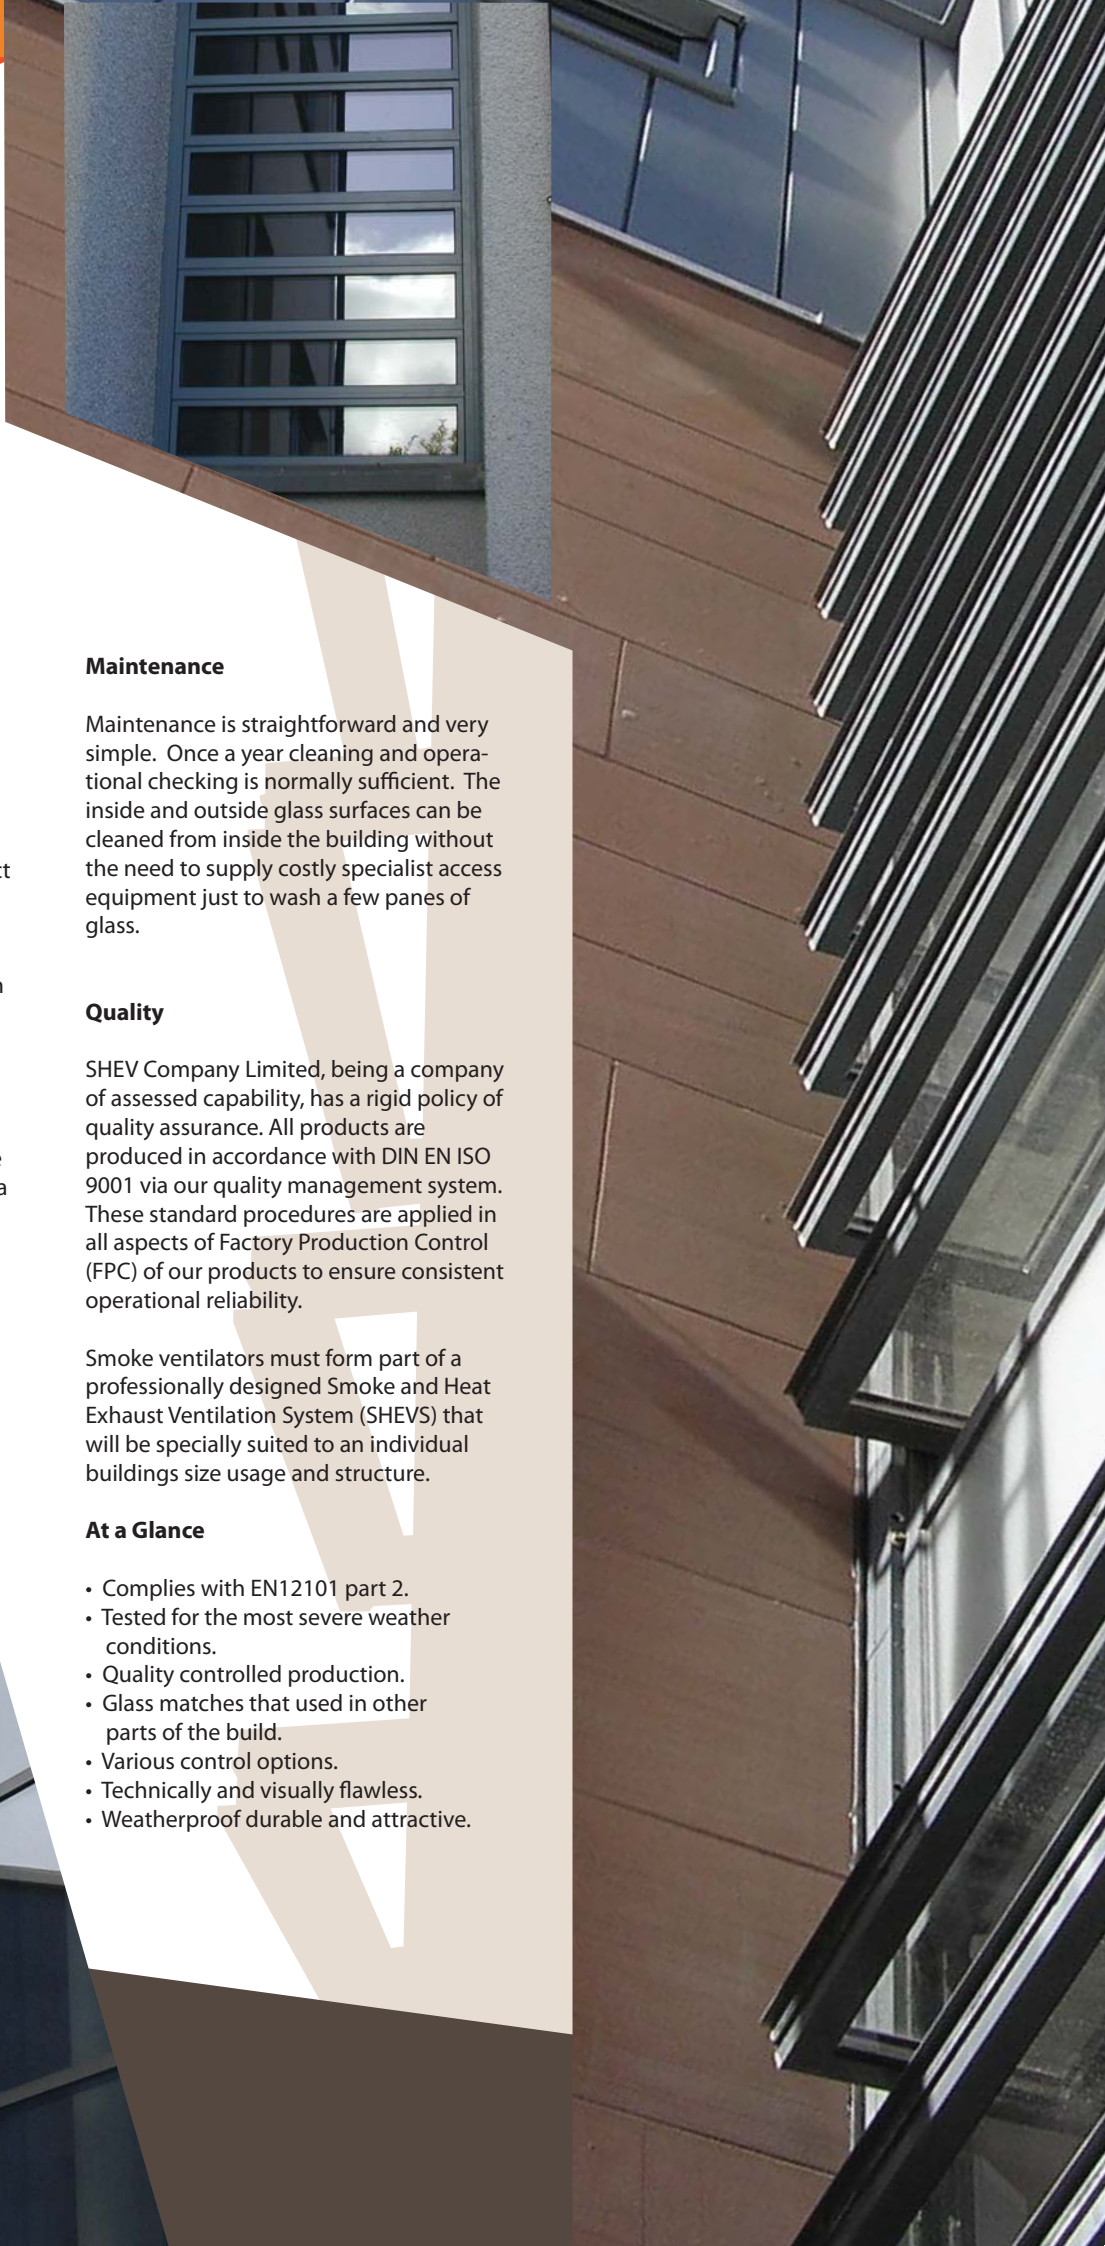 Maintenance
Maintenance is straightforward and very
simple.  Once a year cleaning and opera-
tional checking is normally sufficient.  The
inside and outside glass surfaces can be
cleaned from inside the building without
the need to supply costly specialist access
equipment just to wash a few panes of
glass.
Quality
SHEV Company Limited, being a company
of assessed capability, has a rigid policy of
quality assurance. All products are
produced in accordance with DIN EN ISO
9001 via our quality management system.
These standard procedures are applied in
all aspects of Factory Production Control
(FPC) of our products to ensure consistent
operational reliability.
Smoke ventilators must form part of a
professionally designed Smoke and Heat
Exhaust Ventilation System (SHEVS) that
will be specially suited to an individual
buildings size usage and structure.
At a Glance
• Complies with EN12101 part 2.
• Tested for the most severe weather
conditions.
• Quality controlled production.
• Glass matches that used in other
parts of the build.
• Various control options.
• Technically and visually flawless.
• Weatherproof durable and attractive.